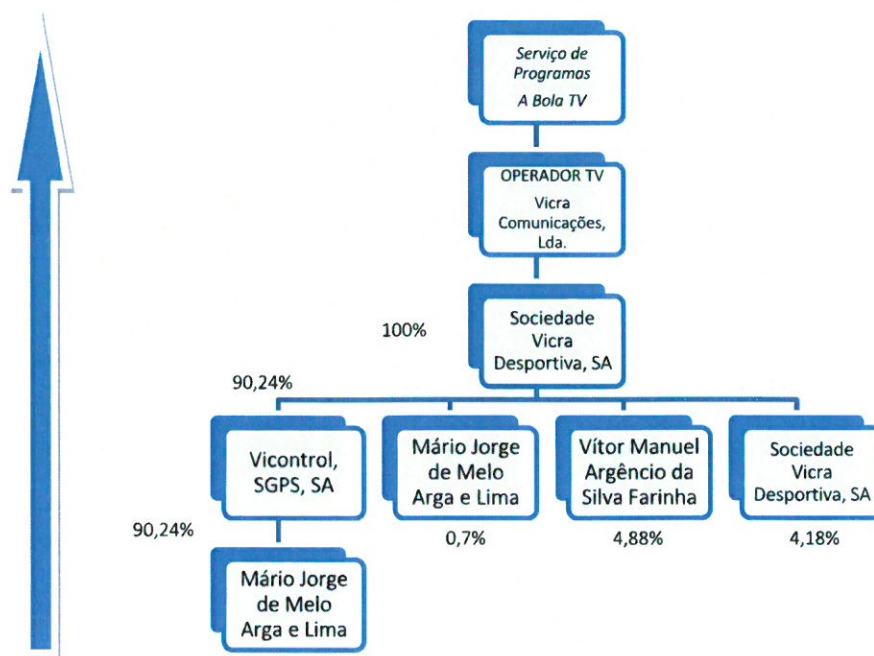 Serviço de
Programas
A Bola TV
OPERADOR TV
Vicra
Comunicações,
Lda.
100%
Sociedade
Vicra
Desportiva, SA
90,24%
Vicontrol,
SGPS, SA
Mário Jorge
de Melo
Arga e Lima
Vítor Manuel
Argêncio da
Silva Farinha
Sociedade
Vicra
Desportiva, SA
90,24%
0,7%
4,88%
4,18%
Mário Jorge
de Melo
Arga e Lima